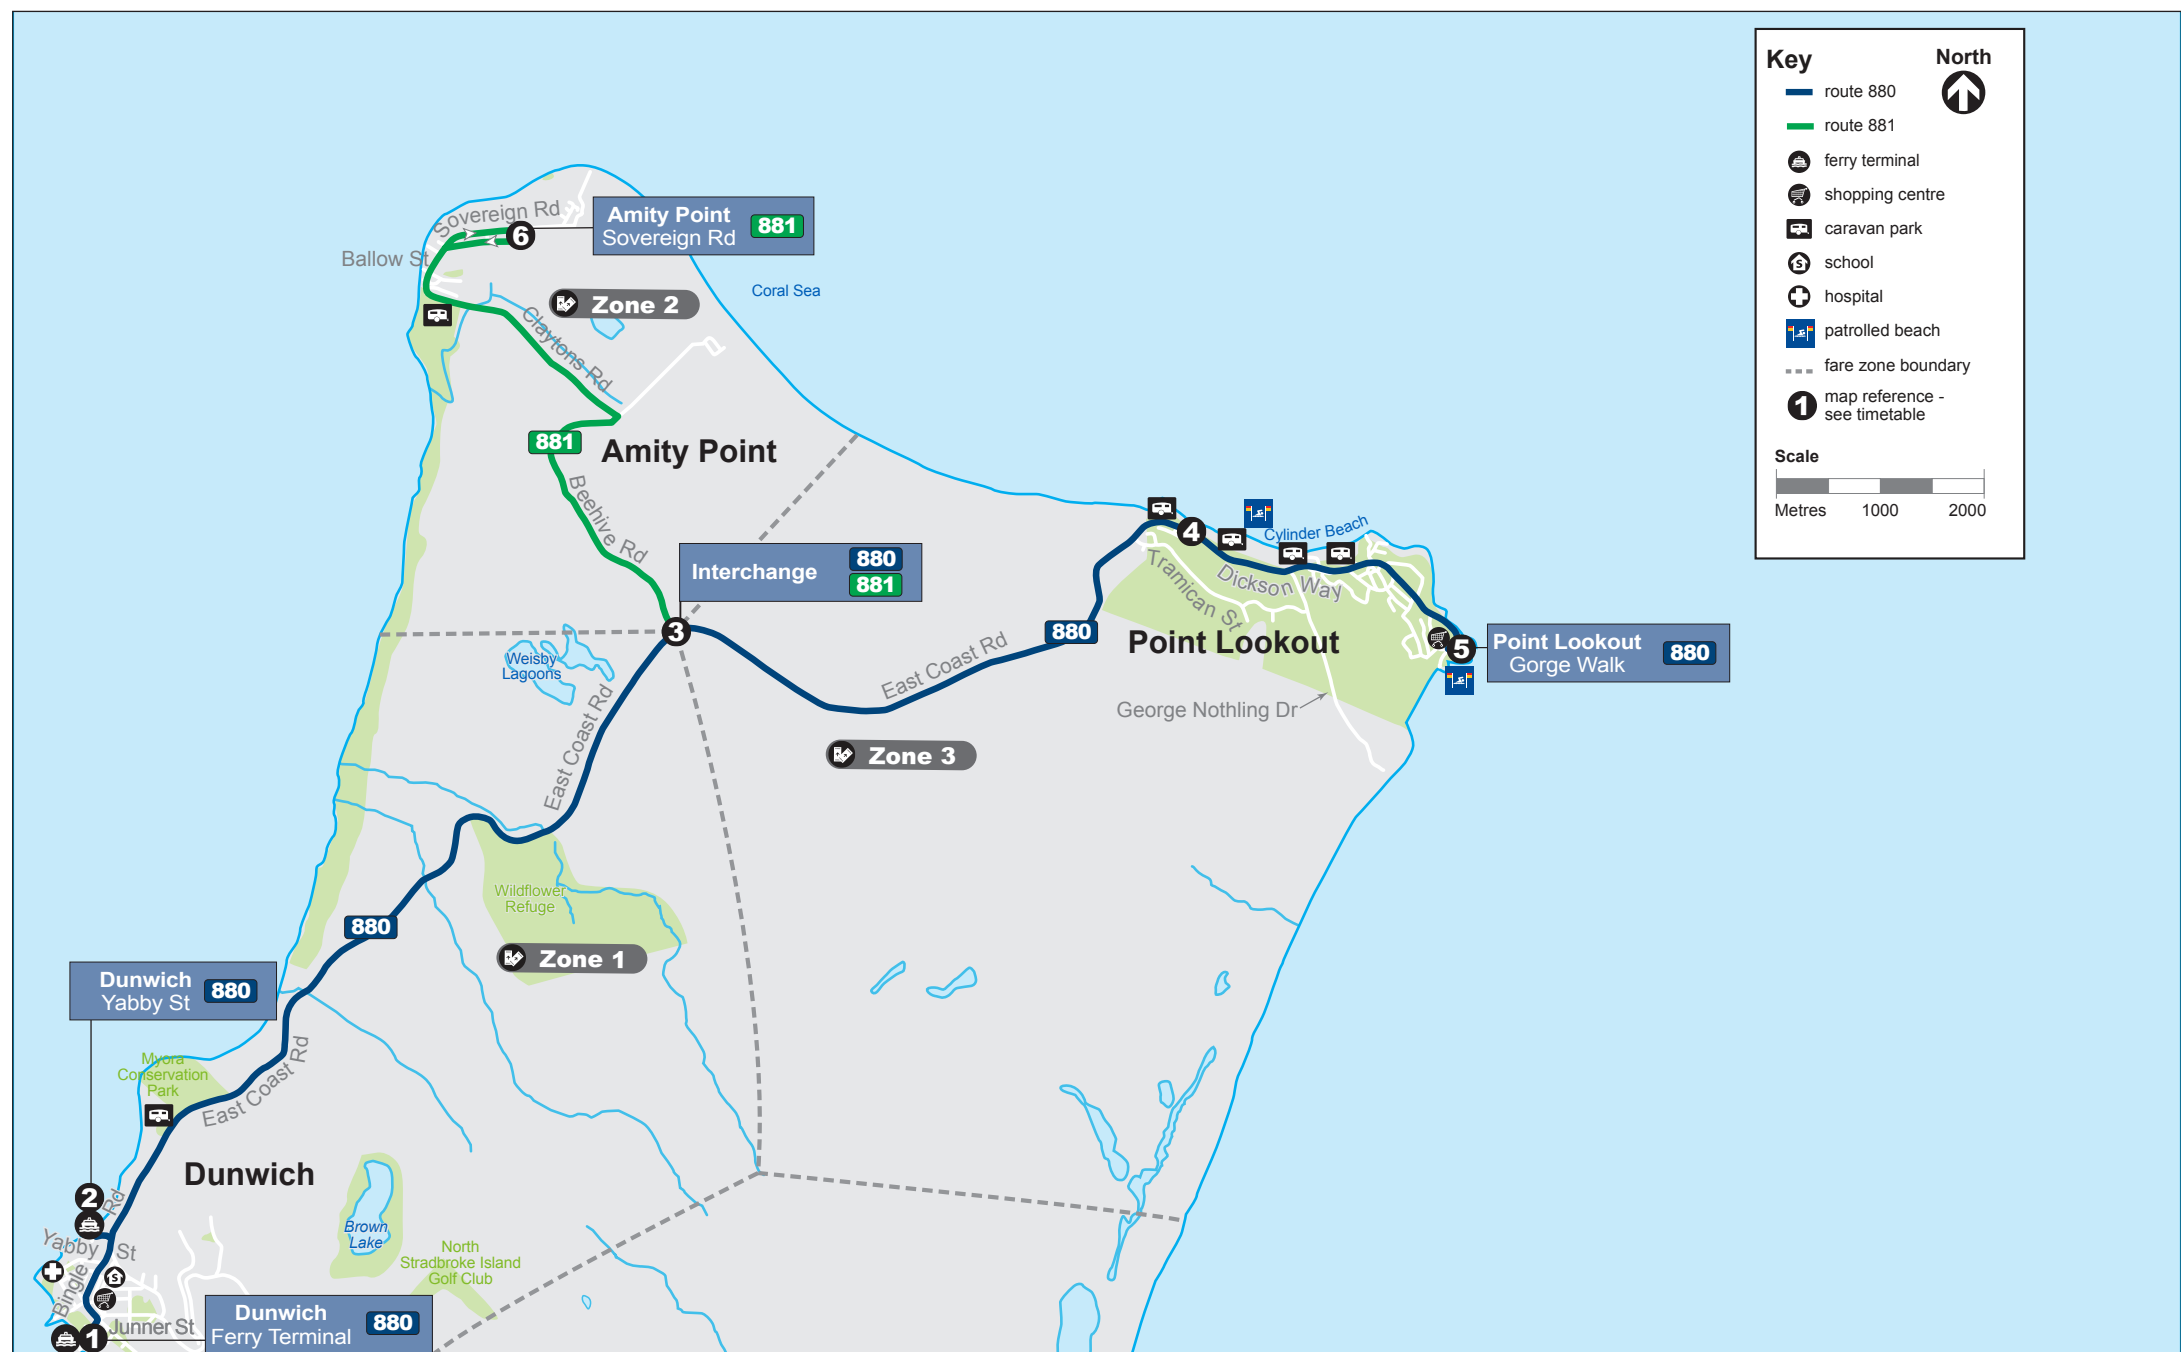 Key
North
route 880
route 881
ferry terminal
shopping centre
caravan park
school
hospital
patrolled beach
fare zone boundary
1
map reference -
see timetable
Scale
Metres 1000 2000
Sovereign Rd
6
Amity Point
Sovereign Rd
881
Ballow St
Zone 2
Coral Sea
Claytons Rd
881
Amity Point
Beehive Rd
Interchange
880
881
3
4
Cylinder Beach
Dickson Way
Tramican St
880
Point Lookout
5
Point Lookout
Gorge Walk
880
East Coast Rd
George Nothling Dr
Weisby
Lagoons
East Coast Rd
Zone 3
Wildflower
Refuge
880
Zone 1
Dunwich
Yabby St
880
Myora
Conservation
Park
East Coast Rd
Dunwich
2
Brown
Lake
Yabby St
Bingle Rd
S
North
Stradbroke Island
Golf Club
Junner St
1
Dunwich
Ferry Terminal
880